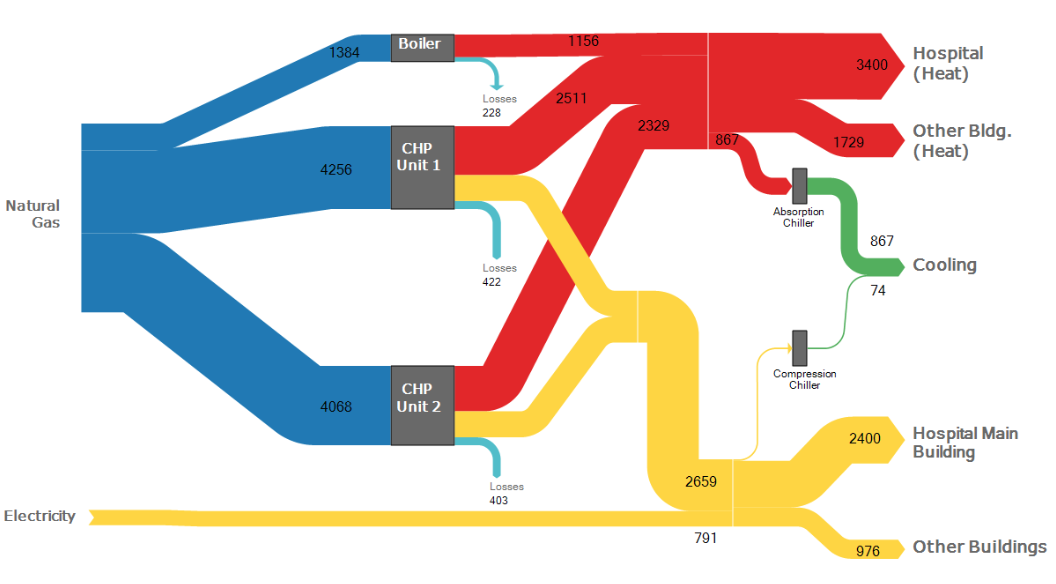 Boiler
1384
1156
Hospital
(Heat)
3400
Losses
228
2511
2329
867
Other Bldg.
(Heat)
1729
CHP
Unit 1
4256
Natural
Gas
Absorption
Chiller
867
Cooling
74
Losses
422
Compression
Chiller
CHP
Unit 2
4068
2400
Hospital Main
Building
2659
Losses
403
Electricity
791
976
Other Buildings